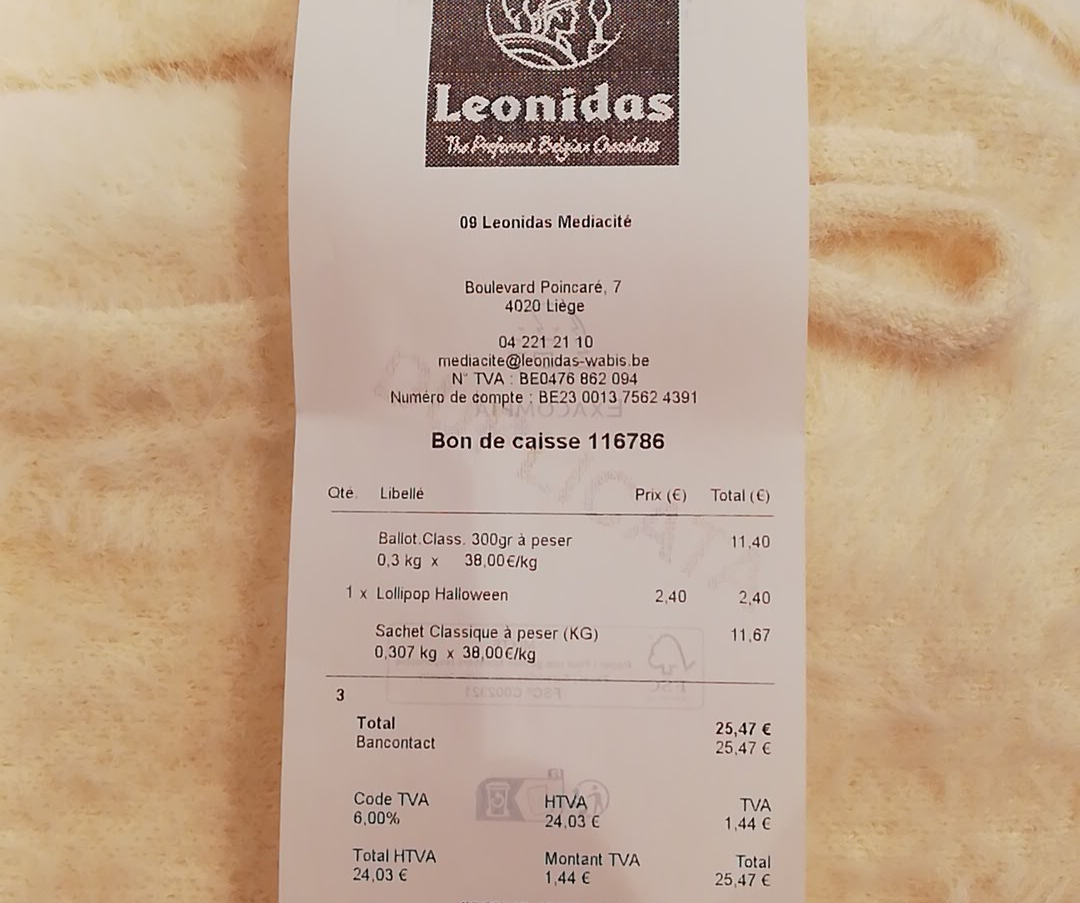 Leonidas
The Preferred Belgian Chocolates
09 Leonidas Mediacité
Boulevard Poincaré, 7
4020 Liège
04 221 21 10
mediacite@leonidas-wabis.be
N° TVA : BE0476 862 094
Numéro de compte : BE23 0013 7562 4391
EXACOMPTA
Bon de caisse 116786
Qté. Libellé Prix (€) Total (€)
Ballot.Class. 300gr à peser 11,40
0,3 kg x 38,00€/kg
1 x Lollipop Halloween 2,40 2,40
Sachet Classique à peser (KG) 11,67
0,307 kg x 38,00€/kg
FSC
FSC® C002321
3
Total 25,47 €
Bancontact 25,47 €
Code TVA HTVA TVA
6,00% 24,03 € 1,44 €
Total HTVA Montant TVA Total
24,03 € 1,44 € 25,47 €